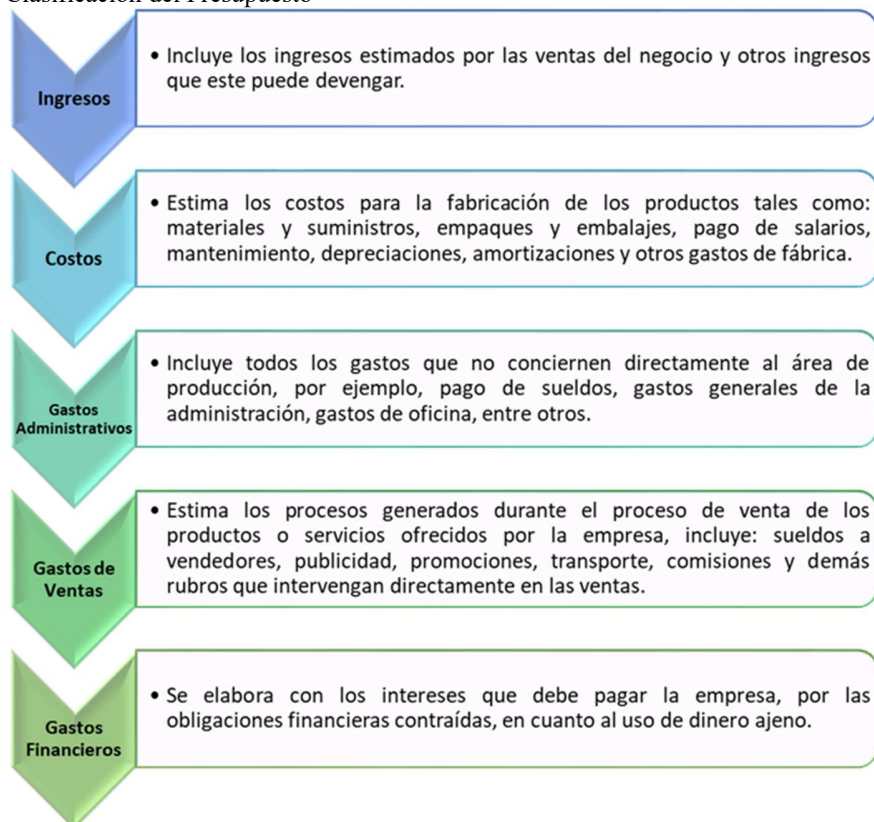 Clasificación del Presupuesto
Ingresos
• Incluye los ingresos estimados por las ventas del negocio y otros ingresos
que este puede devengar.
Costos
• Estima los costos para la fabricación de los productos tales como:
materiales y suministros, empaques y embalajes, pago de salarios,
mantenimiento, depreciaciones, amortizaciones y otros gastos de fábrica.
Gastos
Administrativos
• Incluye todos los gastos que no conciernen directamente al área de
producción, por ejemplo, pago de sueldos, gastos generales de la
administración, gastos de oficina, entre otros.
Gastos de
Ventas
• Estima los procesos generados durante el proceso de venta de los
productos o servicios ofrecidos por la empresa, incluye: sueldos a
vendedores, publicidad, promociones, transporte, comisiones y demás
rubros que intervengan directamente en las ventas.
Gastos
Financieros
• Se elabora con los intereses que debe pagar la empresa, por las
obligaciones financieras contraídas, en cuanto al uso de dinero ajeno.